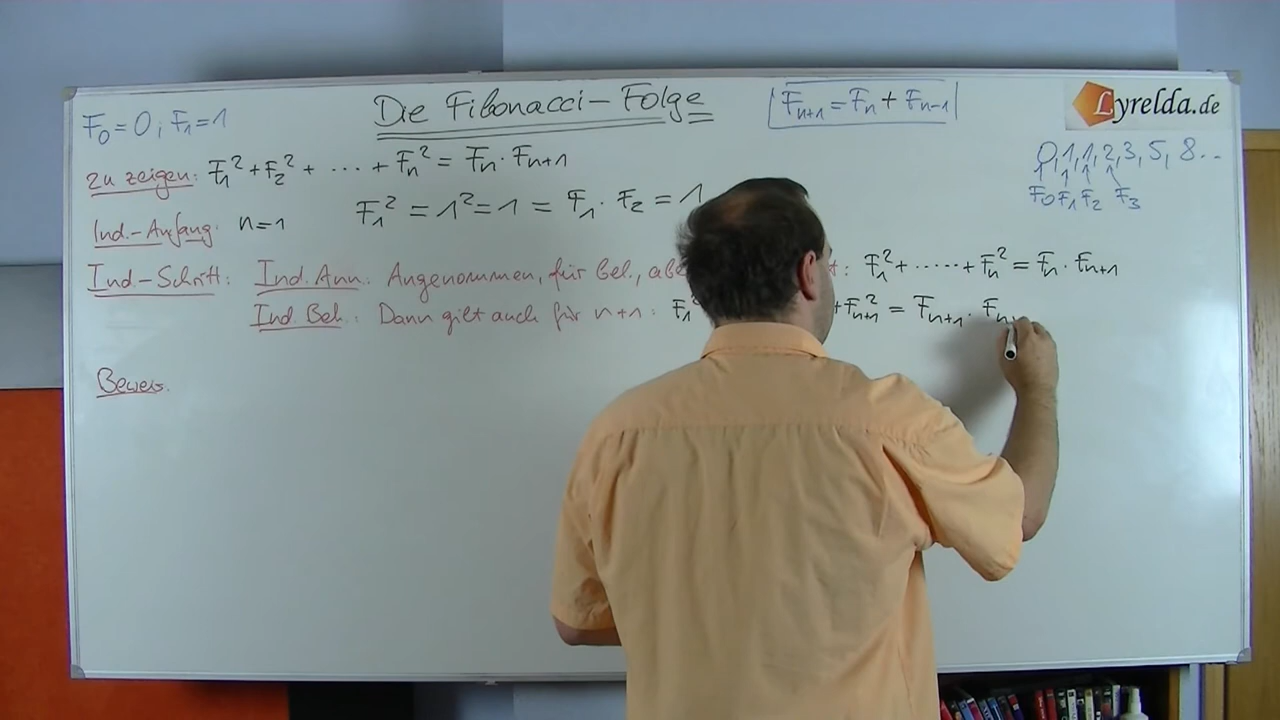 Die Fibonacci-Folge
F₀=0; F₁=1
Fₙ₊₁=Fₙ+Fₙ₋₁
Lyrelda.de
0,1,1,2,3,5,8...
F₀ F₁ F₂ F₃
zu zeigen: F₁²+F₂²+.....+Fₙ²=Fₙ·Fₙ₊₁
Ind.-Anfang: n=1 F₁²=1²=1=F₁·F₂=1
Ind-Schritt: Ind. Ann.: Angenommen, für bel., abe t: F₁²+.....+Fₙ²=Fₙ·Fₙ₊₁
Ind. Beh.: Dann gilt auch für n+1: F₁ +Fₙ₊₁²=Fₙ₊₁·Fₙ
Beweis.